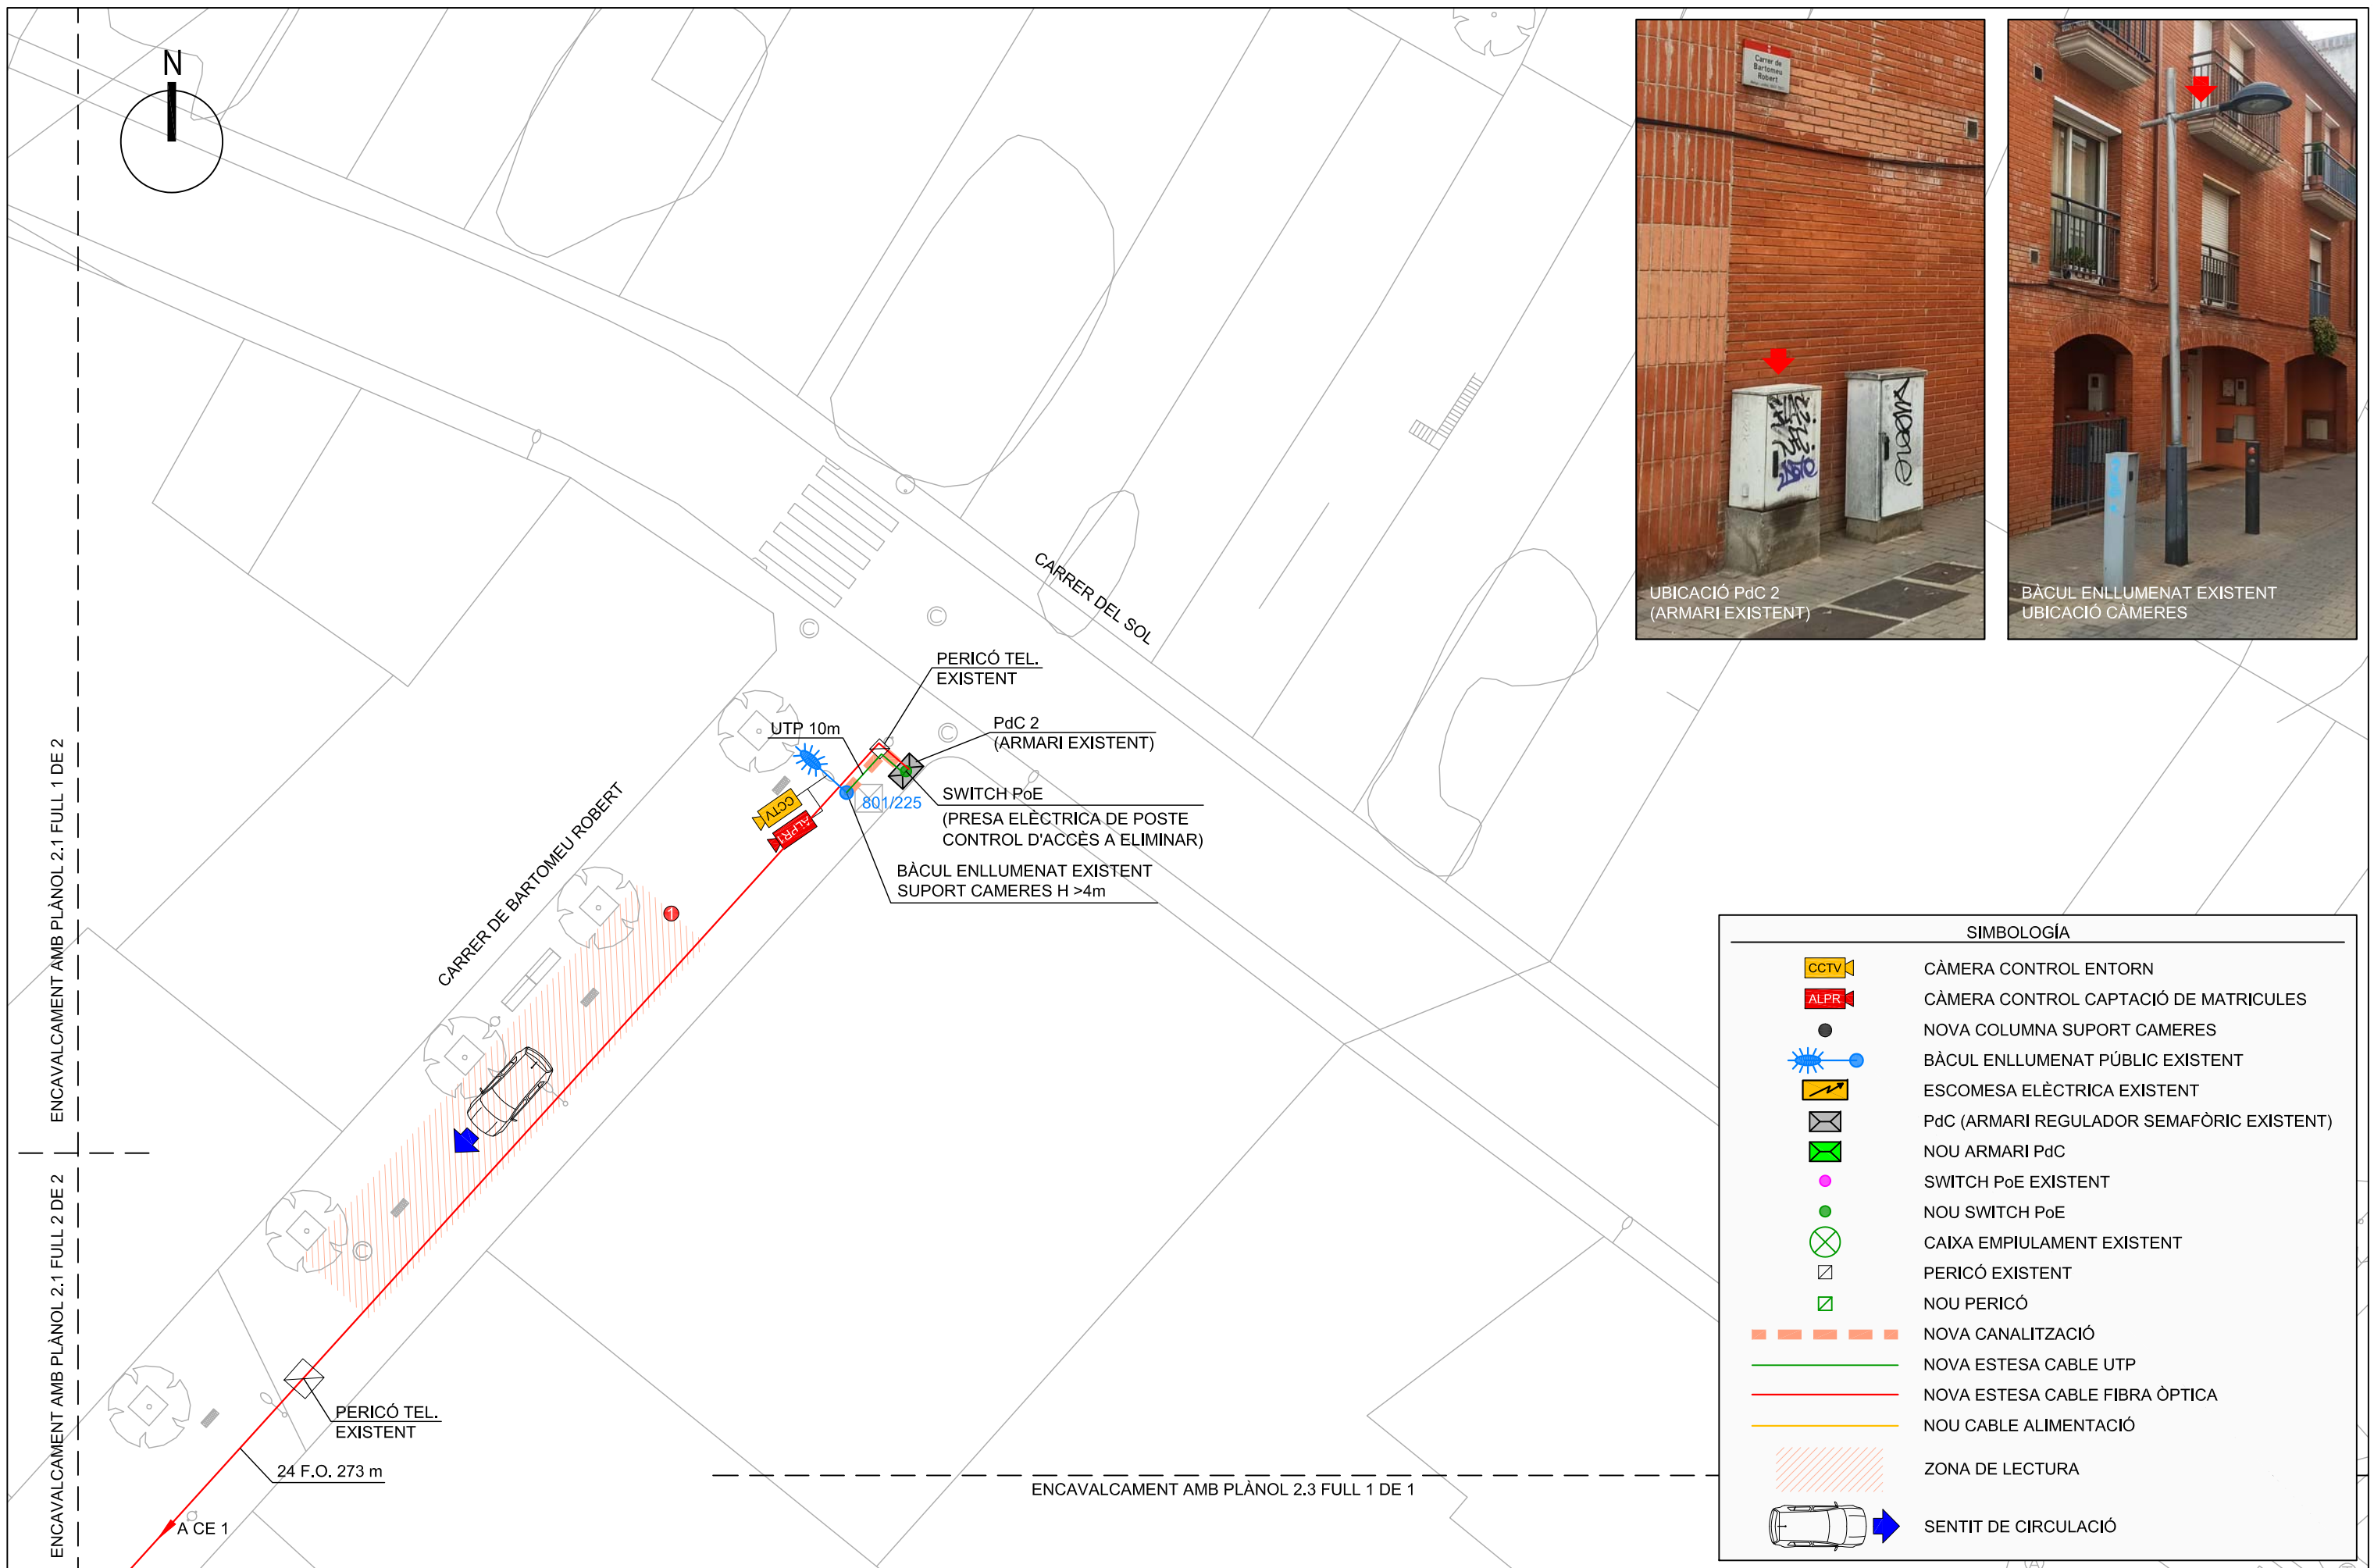 N
ENCAVALCAMENT AMB PLÀNOL 2.1 FULL 1 DE 2
ENCAVALCAMENT AMB PLÀNOL 2.1 FULL 2 DE 2
Carrer de
Bartomeu
Robert
UBICACIÓ PdC 2
(ARMARI EXISTENT)
BÀCUL ENLLUMENAT EXISTENT
UBICACIÓ CÀMERES
CARRER DEL SOL
PERICÓ TEL.
EXISTENT
UTP 10m
PdC 2
(ARMARI EXISTENT)
801/225
CCTV
ALPR1
SWITCH PoE
(PRESA ELÈCTRICA DE POSTE
CONTROL D'ACCÈS A ELIMINAR)
BÀCUL ENLLUMENAT EXISTENT
SUPORT CAMERES H >4m
CARRER DE BARTOMEU ROBERT
1
PERICÓ TEL.
EXISTENT
24 F.O. 273 m
A CE 1
ENCAVALCAMENT AMB PLÀNOL 2.3 FULL 1 DE 1
SIMBOLOGÍA
CCTV CÀMERA CONTROL ENTORN
ALPR CÀMERA CONTROL CAPTACIÓ DE MATRICULES
NOVA COLUMNA SUPORT CAMERES
BÀCUL ENLLUMENAT PÚBLIC EXISTENT
ESCOMESA ELÈCTRICA EXISTENT
PdC (ARMARI REGULADOR SEMAFÒRIC EXISTENT)
NOU ARMARI PdC
SWITCH PoE EXISTENT
NOU SWITCH PoE
CAIXA EMPIULAMENT EXISTENT
PERICÓ EXISTENT
NOU PERICÓ
NOVA CANALITZACIÓ
NOVA ESTESA CABLE UTP
NOVA ESTESA CABLE FIBRA ÒPTICA
NOU CABLE ALIMENTACIÓ
ZONA DE LECTURA
SENTIT DE CIRCULACIÓ